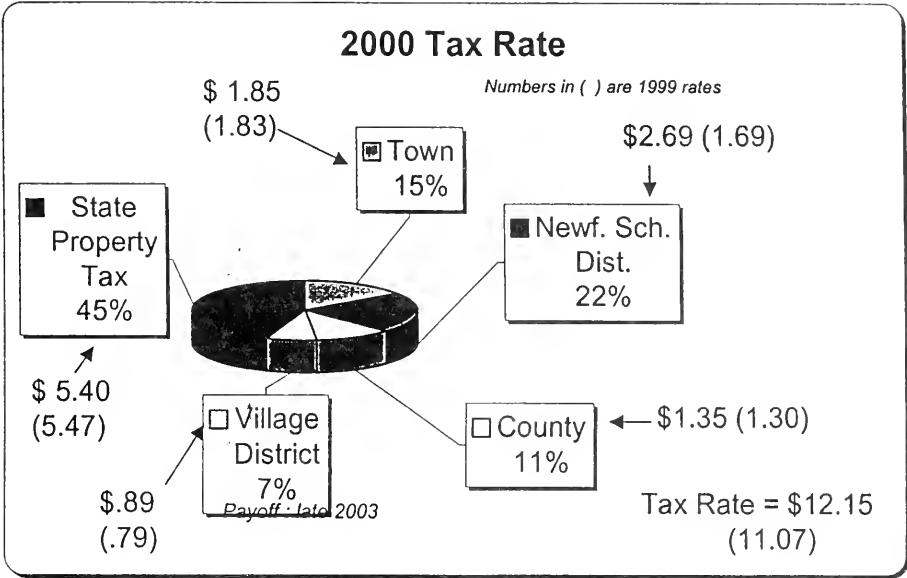 2000 Tax Rate
Numbers in ( ) are 1999 rates
$ 1.85
(1.83)
Town
15%
$2.69 (1.69)
Newf. Sch.
Dist.
22%
State
Property
Tax
45%
$ 5.40
(5.47)
Village
District
7%
Payoff : late 2003
$.89
(.79)
County
11%
$1.35 (1.30)
Tax Rate = $12.15
(11.07)